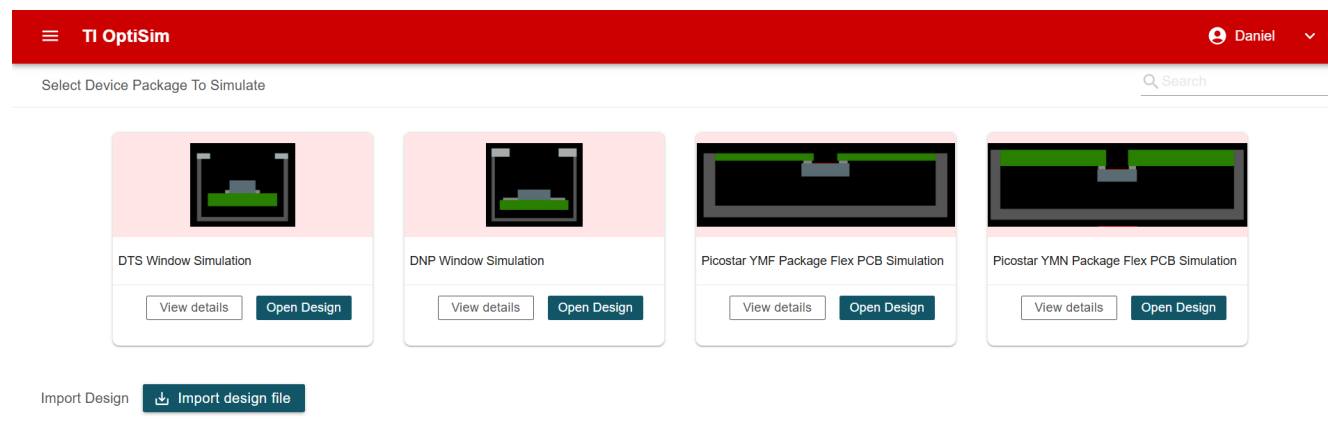 TI OptiSim
Daniel
Select Device Package To Simulate
Search
DTS Window Simulation
View details
Open Design
DNP Window Simulation
View details
Open Design
Picostar YMF Package Flex PCB Simulation
View details
Open Design
Picostar YMN Package Flex PCB Simulation
View details
Open Design
Import Design
Import design file